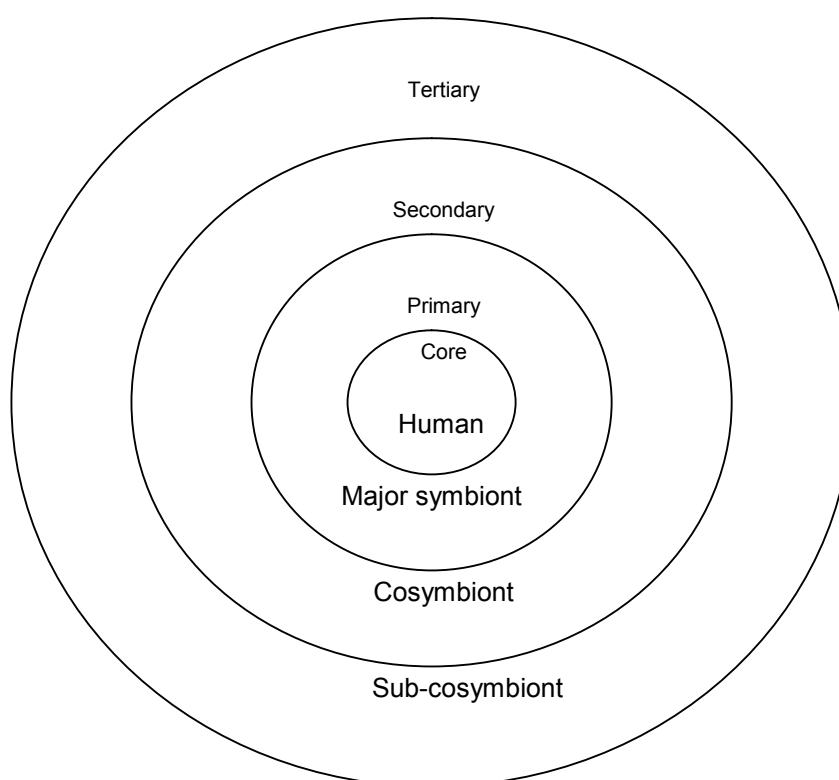 Tertiary
Secondary
Primary
Core
Human
Major symbiont
Cosymbiont
Sub-cosymbiont